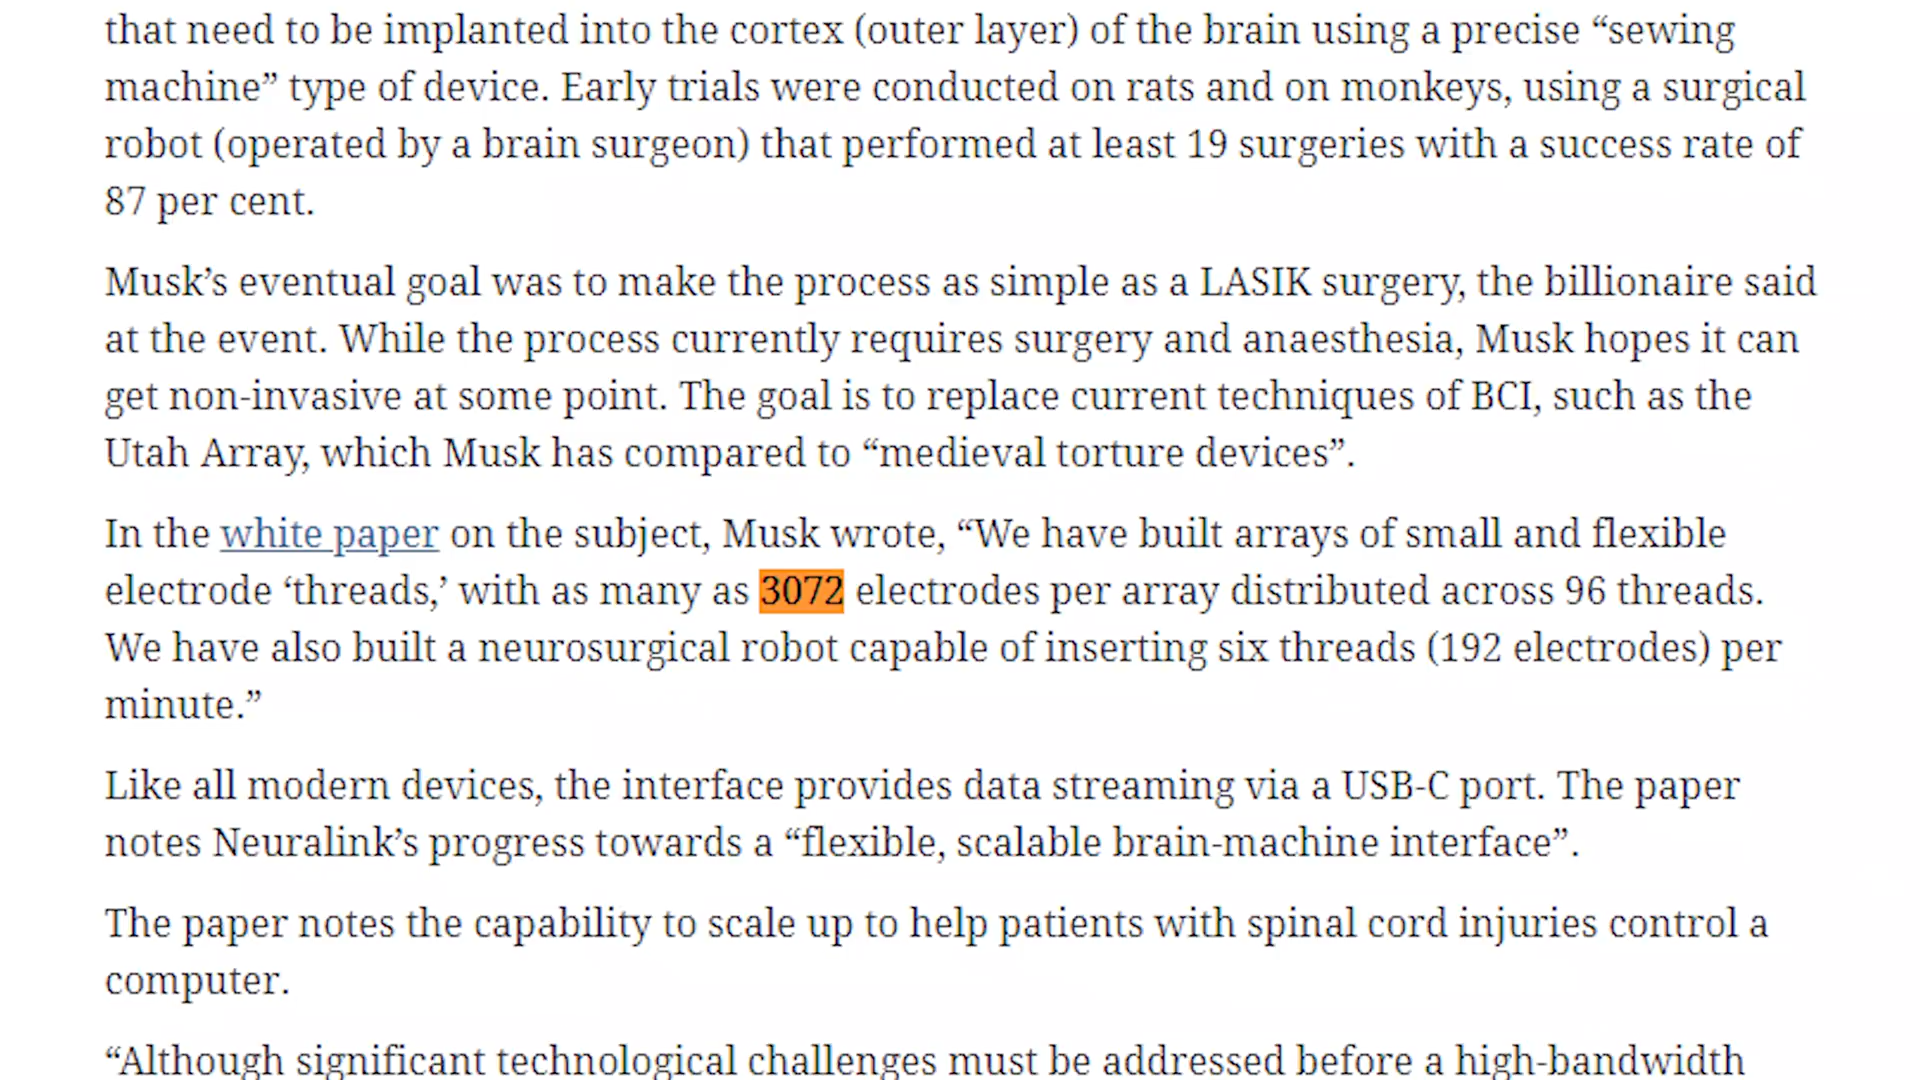 that need to be implanted into the cortex (outer layer) of the brain using a precise “sewing
machine” type of device. Early trials were conducted on rats and on monkeys, using a surgical
robot (operated by a brain surgeon) that performed at least 19 surgeries with a success rate of
87 per cent.
Musk’s eventual goal was to make the process as simple as a LASIK surgery, the billionaire said
at the event. While the process currently requires surgery and anaesthesia, Musk hopes it can
get non-invasive at some point. The goal is to replace current techniques of BCI, such as the
Utah Array, which Musk has compared to “medieval torture devices”.
In the white paper on the subject, Musk wrote, “We have built arrays of small and flexible
electrode ‘threads,’ with as many as 3072 electrodes per array distributed across 96 threads.
We have also built a neurosurgical robot capable of inserting six threads (192 electrodes) per
minute.”
Like all modern devices, the interface provides data streaming via a USB-C port. The paper
notes Neuralink’s progress towards a “flexible, scalable brain-machine interface”.
The paper notes the capability to scale up to help patients with spinal cord injuries control a
computer.
“Although significant technological challenges must be addressed before a high-bandwidth